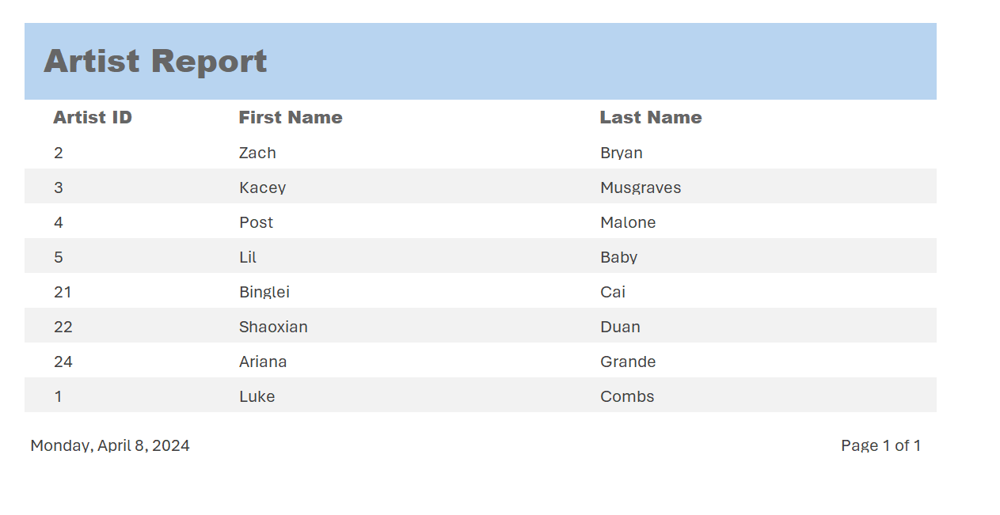 Artist Report
Artist ID First Name Last Name
2 Zach Bryan
3 Kacey Musgraves
4 Post Malone
5 Lil Baby
21 Binglei Cai
22 Shaoxian Duan
24 Ariana Grande
1 Luke Combs
Monday, April 8, 2024 Page 1 of 1